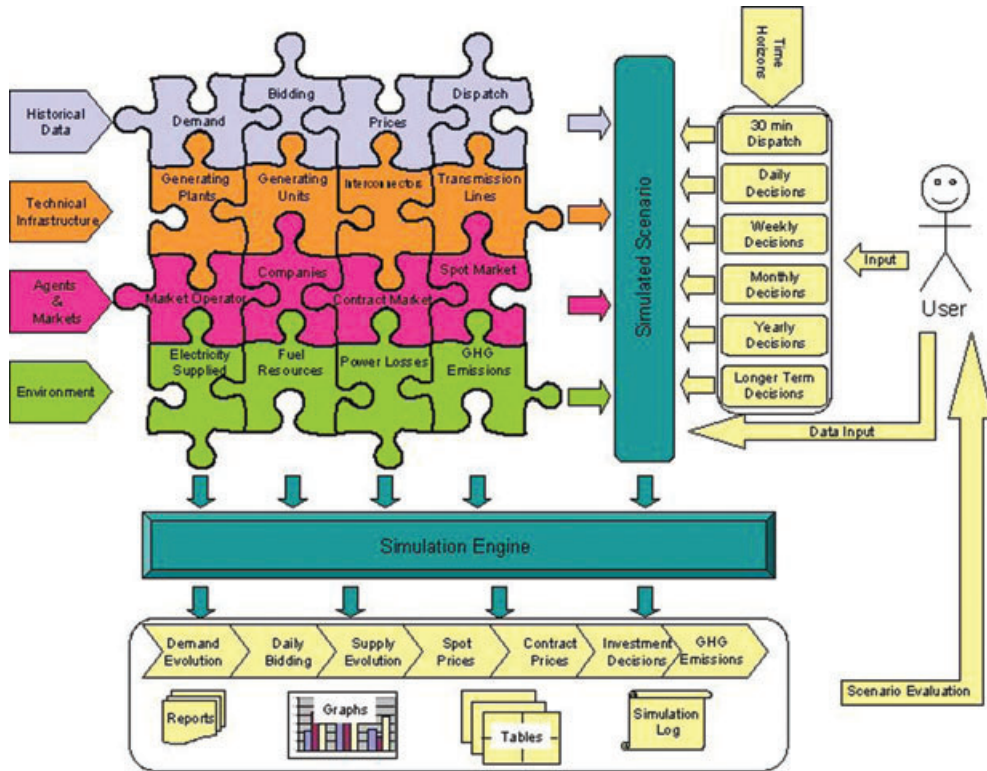 Time
Horizons
Historical
Data
Demand
Bidding
Prices
Dispatch
30 min
Dispatch
Technical
Infrastructure
Generating
Plants
Generating
Units
Interconnectors
Transmission
Lines
Daily
Decisions
Weekly
Decisions
Agents
&
Markets
Market Operator
Companies
Contract Market
Spot Market
Simulated Scenario
Monthly
Decisions
Input
User
Environment
Electricity
Supplied
Fuel
Resources
Power Losses
GHG
Emissions
Yearly
Decisions
Longer Term
Decisions
Data Input
Simulation Engine
Demand
Evolution
Daily
Bidding
Supply
Evolution
Spot
Prices
Contract
Prices
Investment
Decisions
GHG
Emissions
Scenario Evaluation
Reports
Graphs
Tables
Simulation
Log